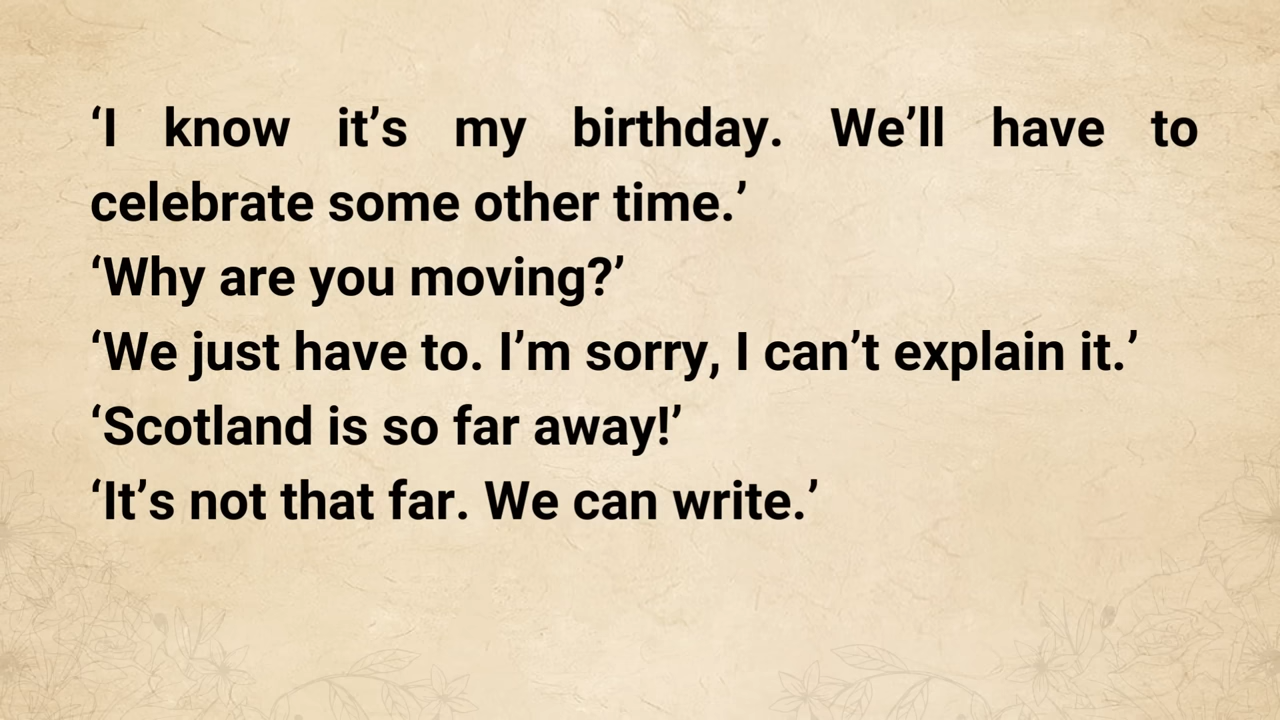 ‘I know it’s my birthday. We’ll have to
celebrate some other time.’
‘Why are you moving?’
‘We just have to. I’m sorry, I can’t explain it.’
‘Scotland is so far away!’
‘It’s not that far. We can write.’